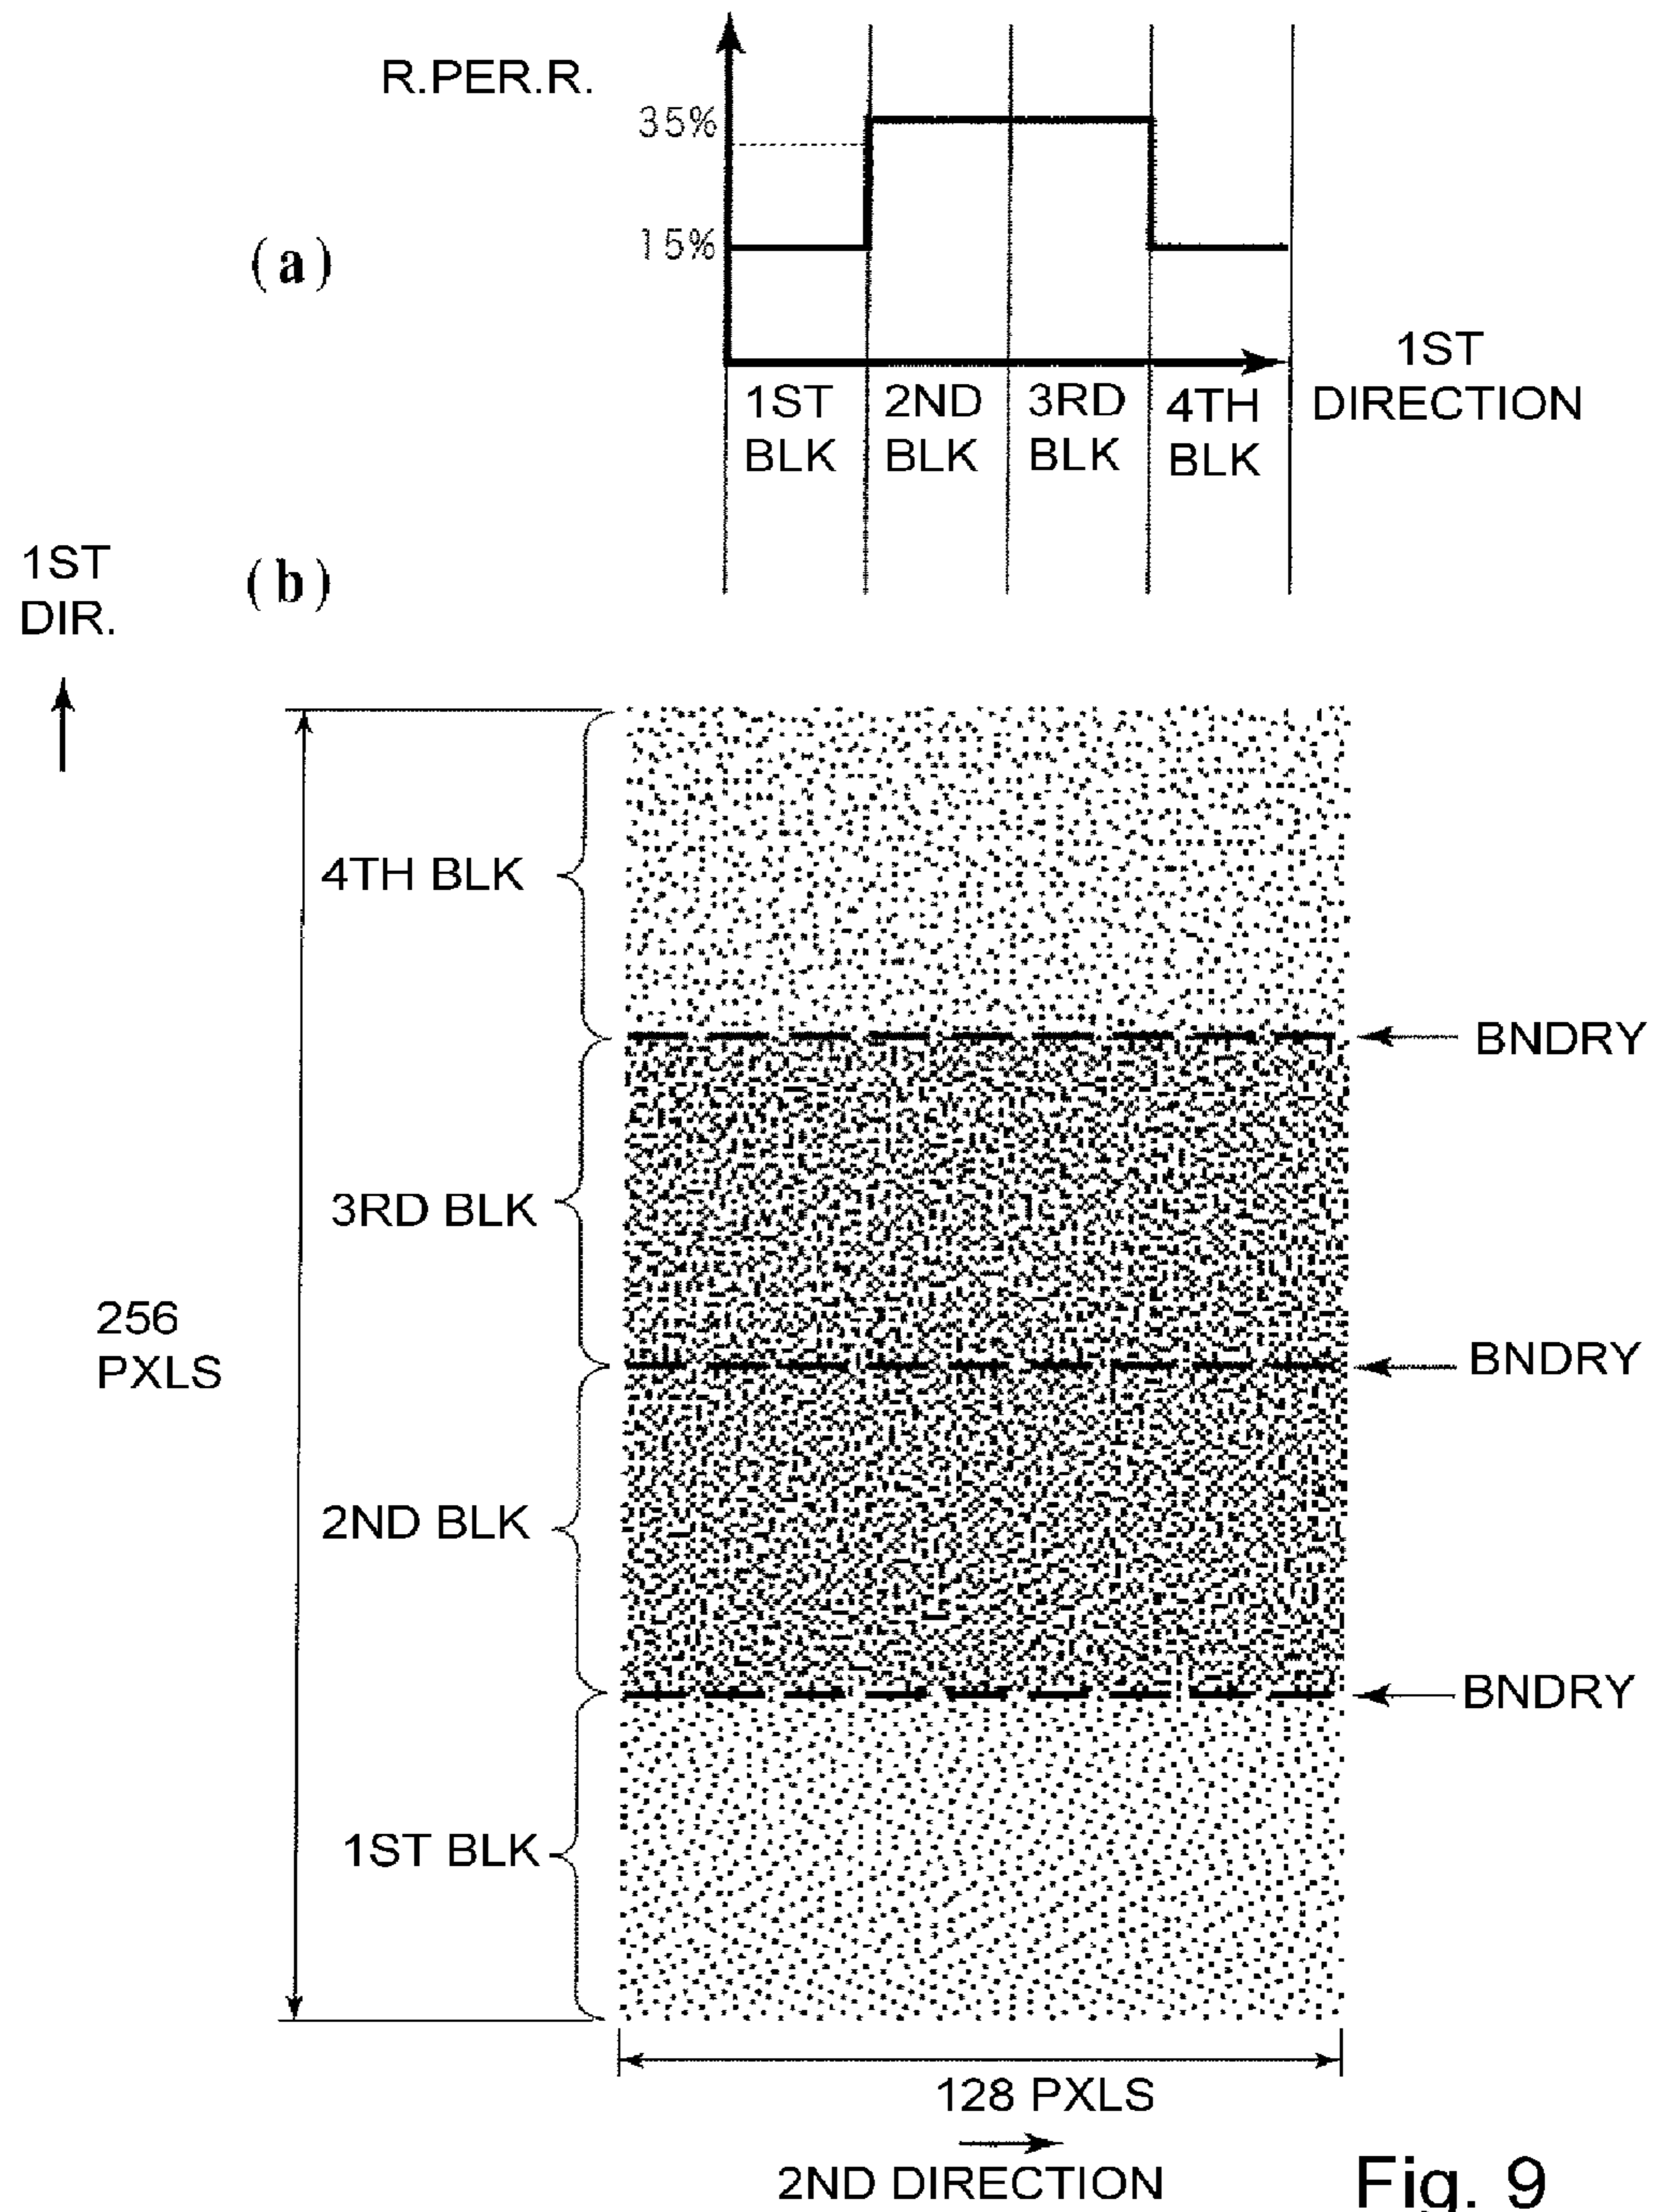 R.PER.R.
35%
15%
(a)
1ST
DIRECTION
1ST
BLK
2ND
BLK
3RD
BLK
4TH
BLK
1ST
DIR.
(b)
4TH BLK
BNDRY
3RD BLK
256
PXLS
BNDRY
2ND BLK
BNDRY
1ST BLK
128 PXLS
2ND DIRECTION
Fig. 9